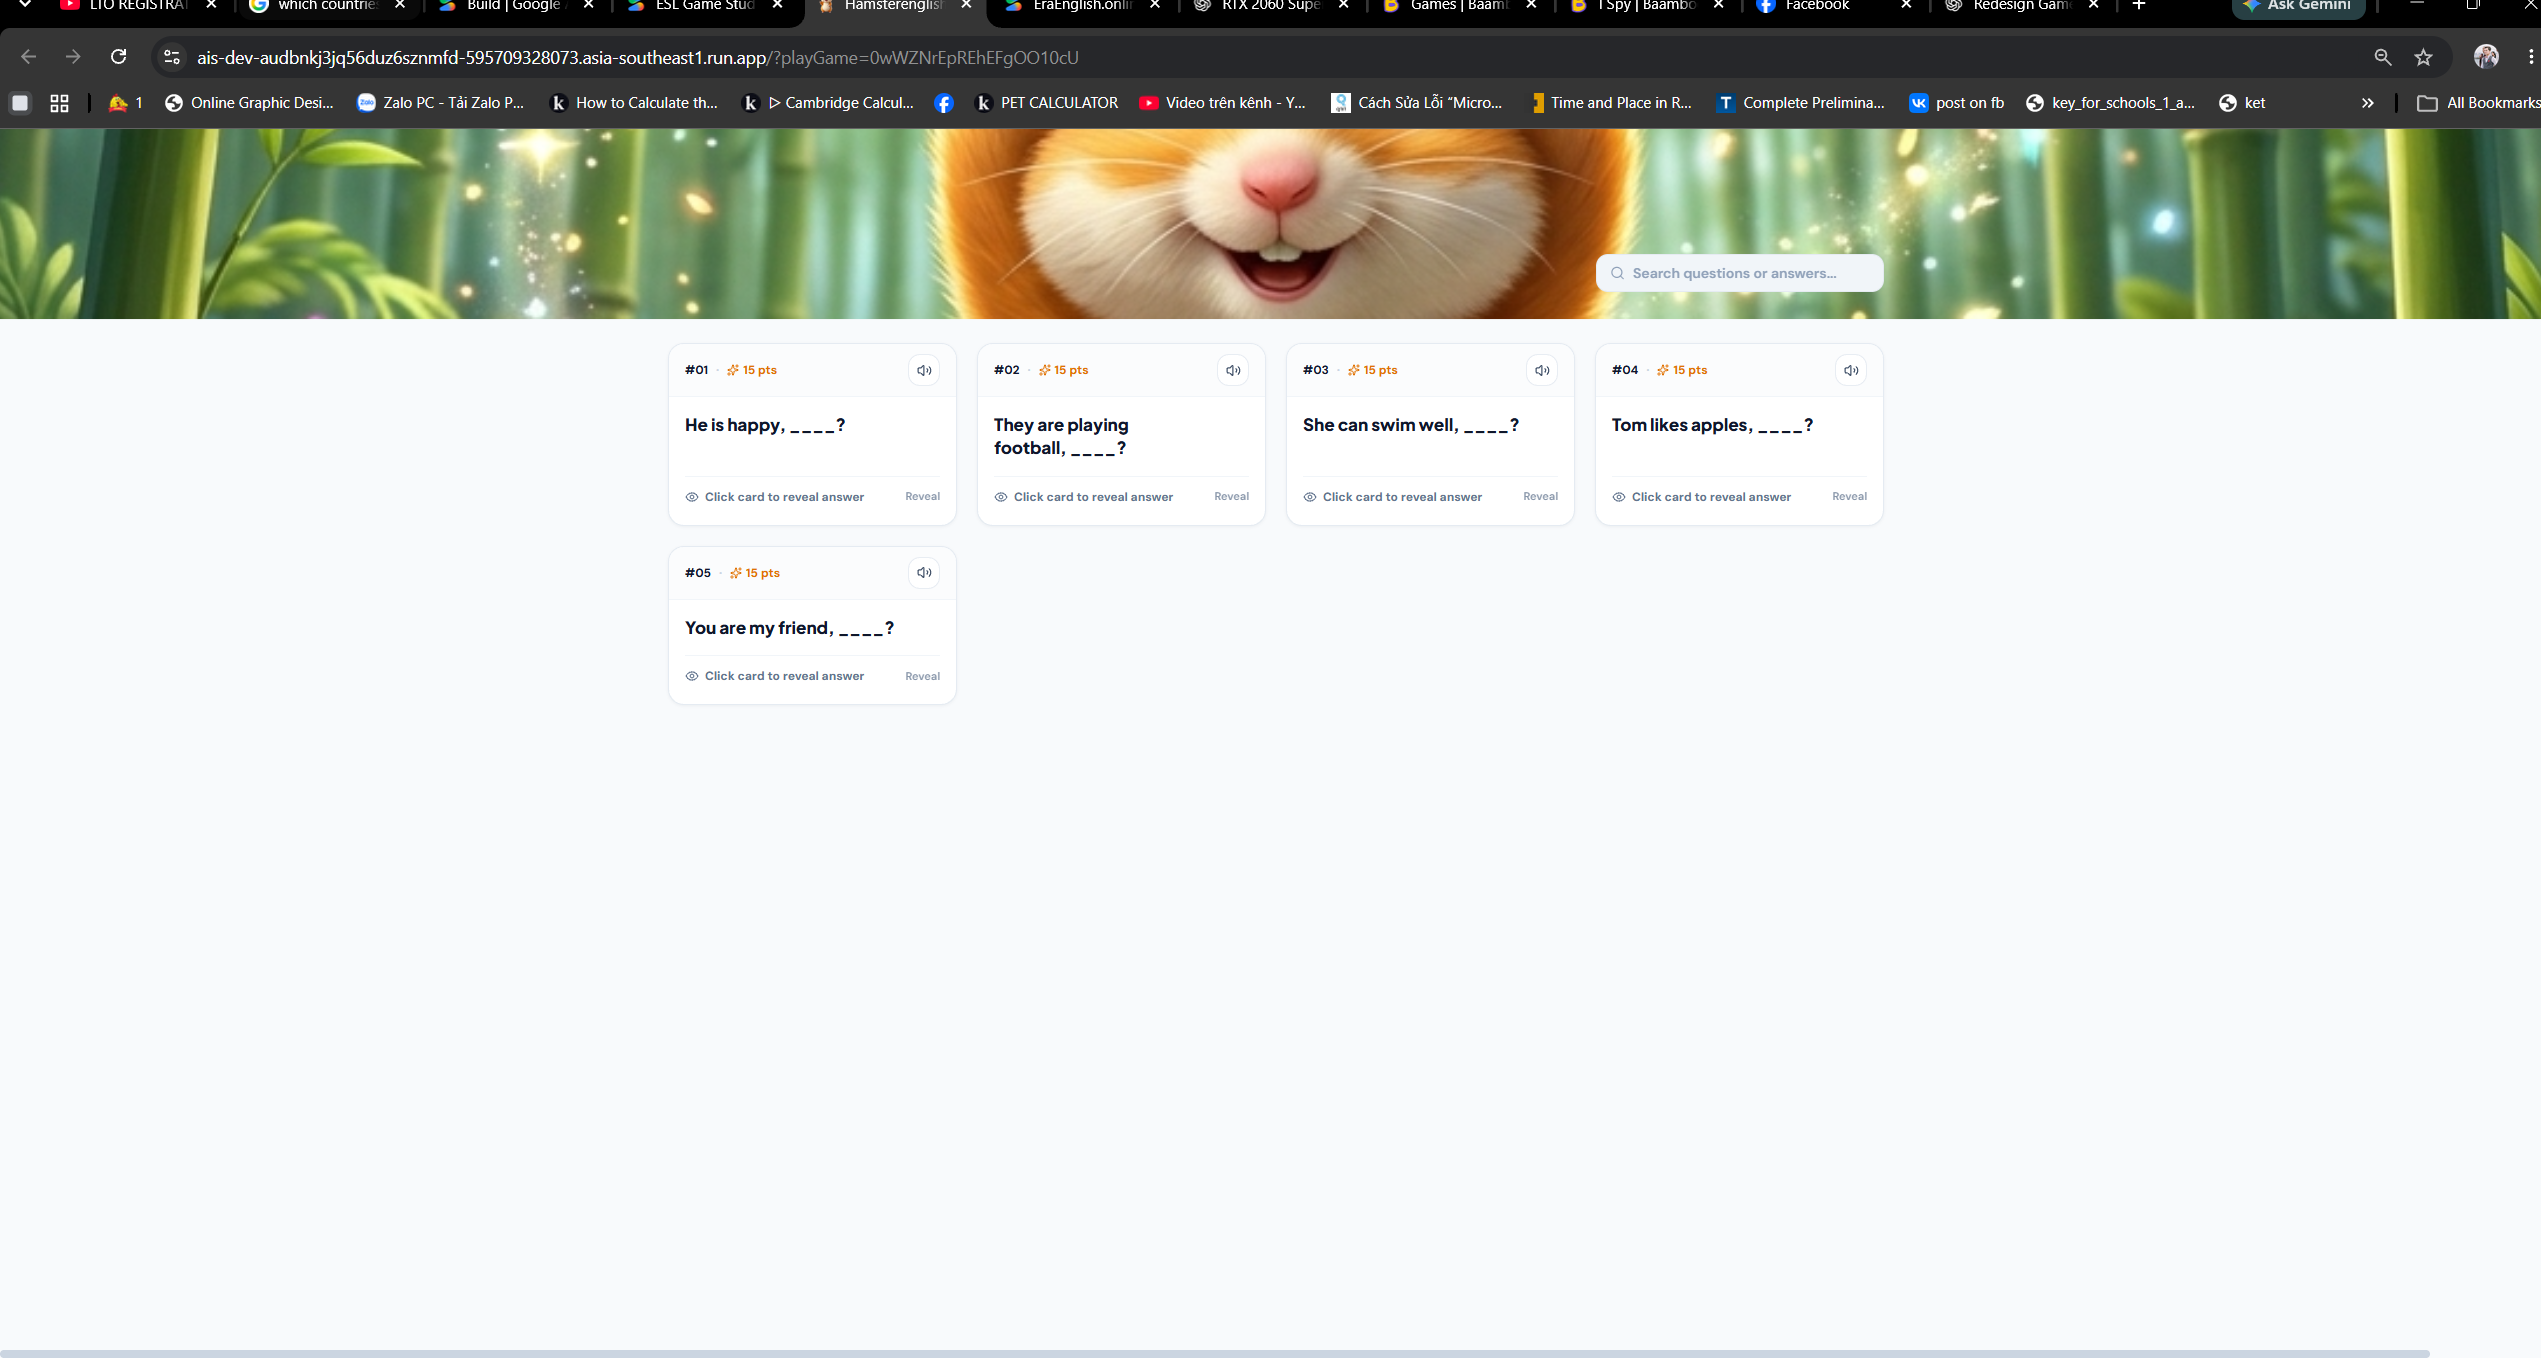 LTO REGISTRAT
which countries
Build | Google
ESL Game Stud
Hamsterenglish
EraEnglish.onli
RTX 2060 Supe
Games | Baam
I Spy | Baambo
Facebook
Redesign Game
Ask Gemini
ais-dev-audbnkj3jq56duz6sznmfd-595709328073.asia-southeast1.run.app/?playGame=0wWZNrEpREhEFgOO10cU
1
Online Graphic Desi...
Zalo PC - Tải Zalo P...
How to Calculate th...
ᐅ Cambridge Calcul...
PET CALCULATOR
Video trên kênh - Y...
Cách Sửa Lỗi “Micro...
Time and Place in R...
Complete Prelimina...
post on fb
key_for_schools_1_a...
ket
All Bookmarks
Search questions or answers...
#01 · 15 pts
He is happy, ____?
Click card to reveal answer Reveal
#02 · 15 pts
They are playing
football, ____?
Click card to reveal answer Reveal
#03 · 15 pts
She can swim well, ____?
Click card to reveal answer Reveal
#04 · 15 pts
Tom likes apples, ____?
Click card to reveal answer Reveal
#05 · 15 pts
You are my friend, ____?
Click card to reveal answer Reveal